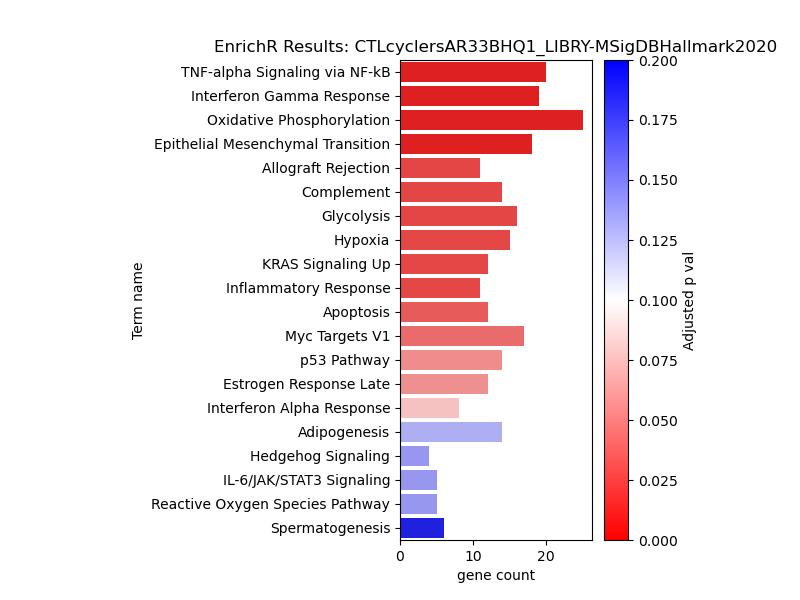 EnrichR Results: CTLcyclersAR33BHQ1_LIBRY-MSigDBHallmark2020
TNF-alpha Signaling via NF-kB
Interferon Gamma Response
Oxidative Phosphorylation
Epithelial Mesenchymal Transition
Allograft Rejection
Complement
Glycolysis
Hypoxia
KRAS Signaling Up
Inflammatory Response
Apoptosis
Myc Targets V1
p53 Pathway
Estrogen Response Late
Interferon Alpha Response
Adipogenesis
Hedgehog Signaling
IL-6/JAK/STAT3 Signaling
Reactive Oxygen Species Pathway
Spermatogenesis
Term name
0 10 20
gene count
0.200
0.175
0.150
0.125
0.100
0.075
0.050
0.025
0.000
Adjusted p val